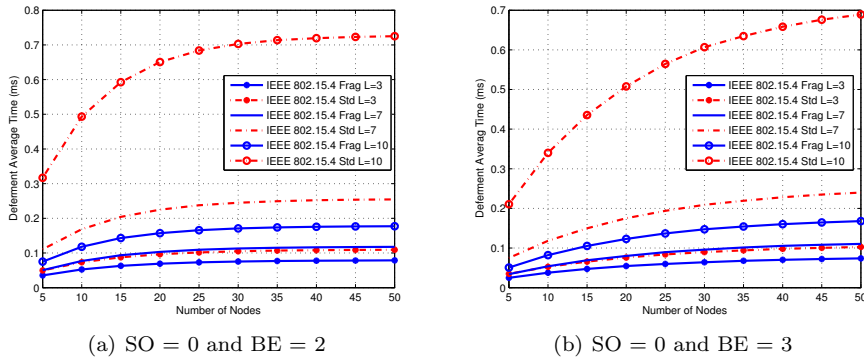 0.8
0.7
0.6
0.5
0.4
0.3
0.2
0.1
0
Deferment Average Time (ms)
IEEE 802.15.4 Frag L=3
IEEE 802.15.4 Std L=3
IEEE 802.15.4 Frag L=7
IEEE 802.15.4 Std L=7
IEEE 802.15.4 Frag L=10
IEEE 802.15.4 Std L=10
5 10 15 20 25 30 35 40 45 50
Number of Nodes
(a) SO = 0 and BE = 2
0.7
0.6
0.5
0.4
0.3
0.2
0.1
0
Deferment Averag Time (ms)
IEEE 802.15.4 Frag L=3
IEEE 802.15.4 Std L=3
IEEE 802.15.4 Frag L=7
IEEE 802.15.4 Std L=7
IEEE 802.15.4 Frag L=10
IEEE 802.15.4 Std L=10
5 10 15 20 25 30 35 40 45 50
Number of Nodes
(b) SO = 0 and BE = 3